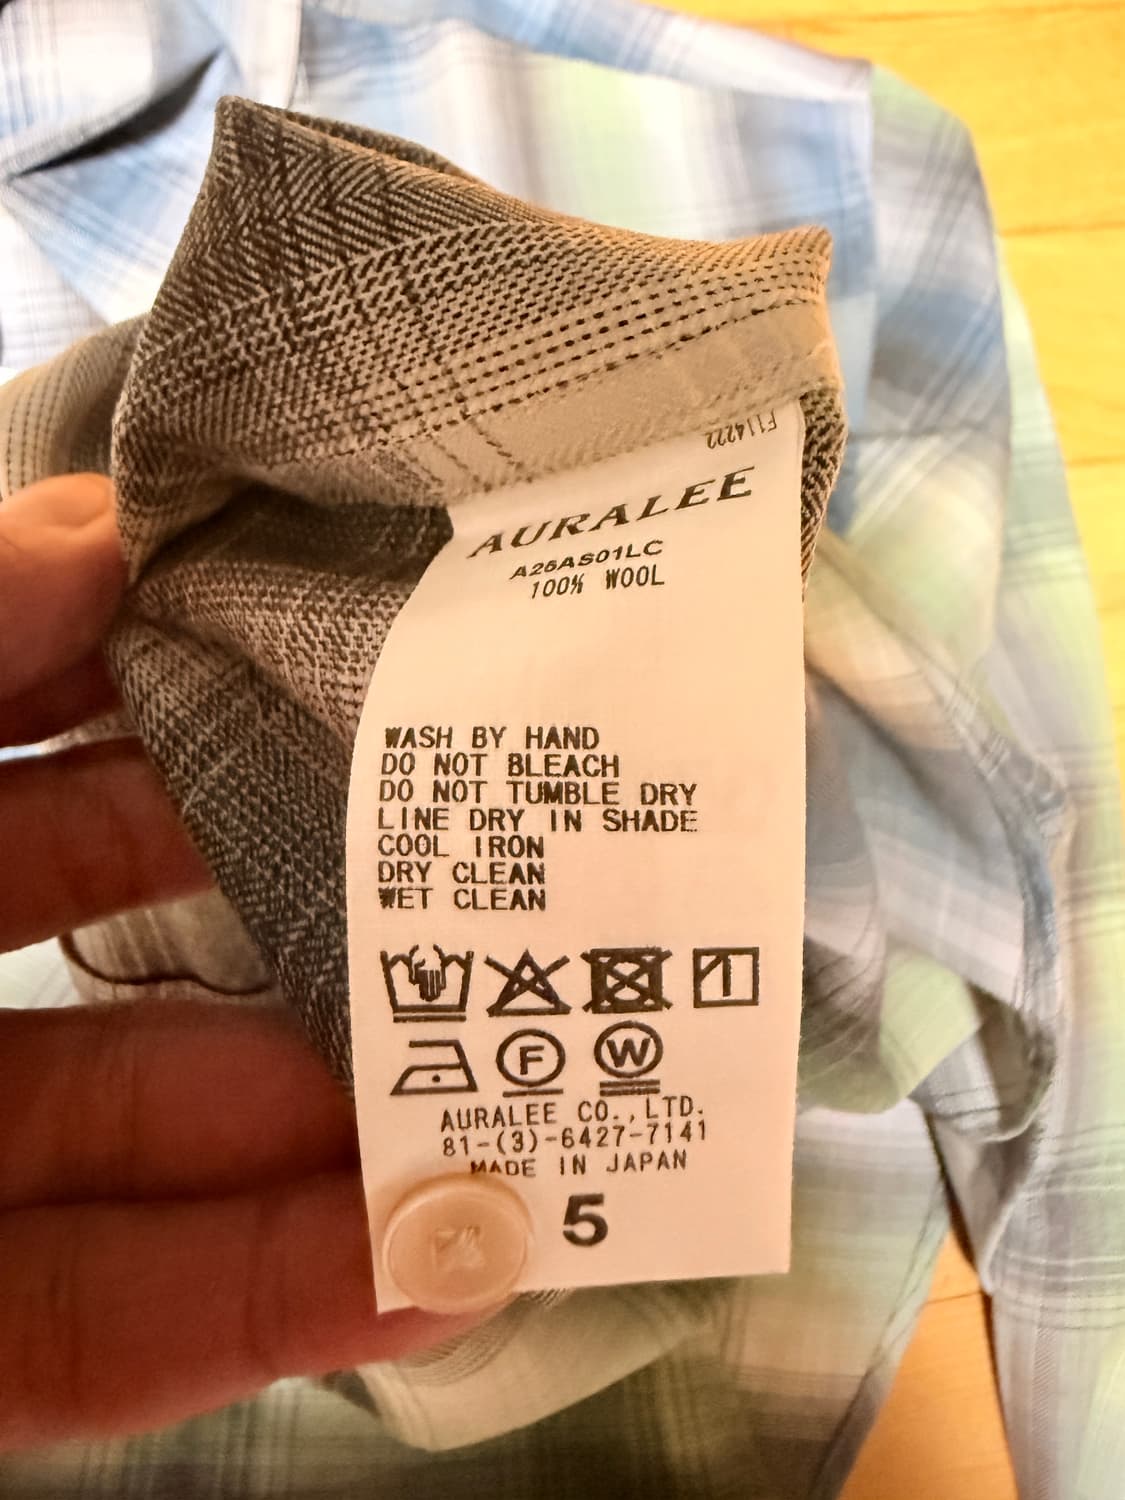 F114222
AURALEE
A26AS01LC
100% WOOL
WASH BY HAND
DO NOT BLEACH
DO NOT TUMBLE DRY
LINE DRY IN SHADE
COOL IRON
DRY CLEAN
WET CLEAN
F W
AURALEE CO.,LTD.
81-(3)-6427-7141
MADE IN JAPAN
5